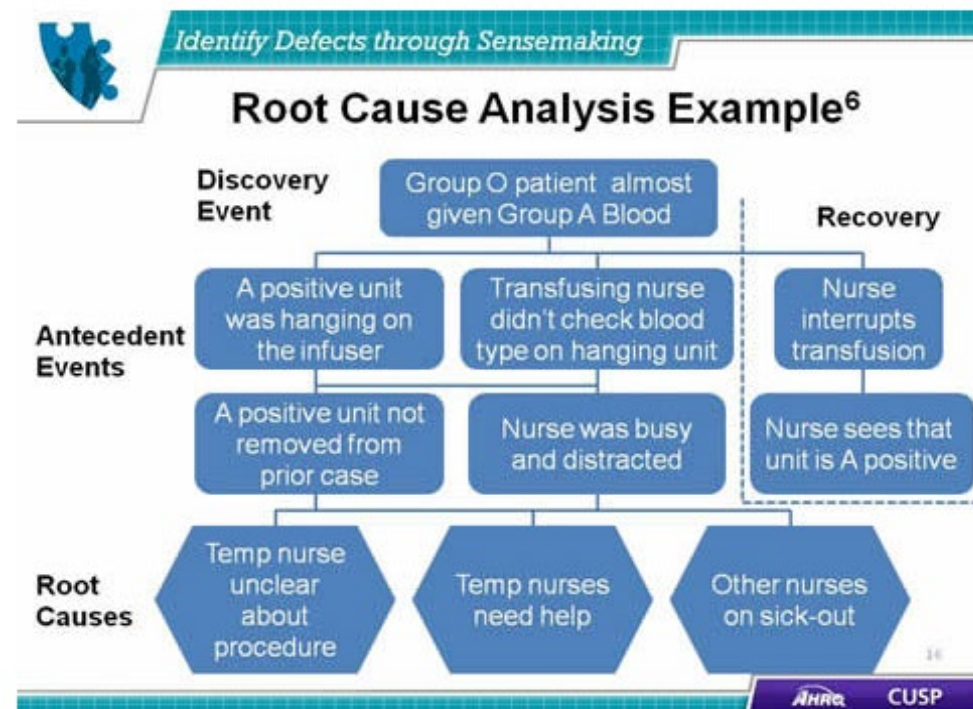 Identify Defects through Sensemaking
Root Cause Analysis Example⁶
Discovery
Event
Group O patient almost
given Group A Blood
Recovery
Antecedent
Events
A positive unit
was hanging on
the infuser
Transfusing nurse
didn't check blood
type on hanging unit
Nurse
interrupts
transfusion
A positive unit not
removed from
prior case
Nurse was busy
and distracted
Nurse sees that
unit is A positive
Root
Causes
Temp nurse
unclear
about
procedure
Temp nurses
need help
Other nurses
on sick-out
16
AHRQ
CUSP